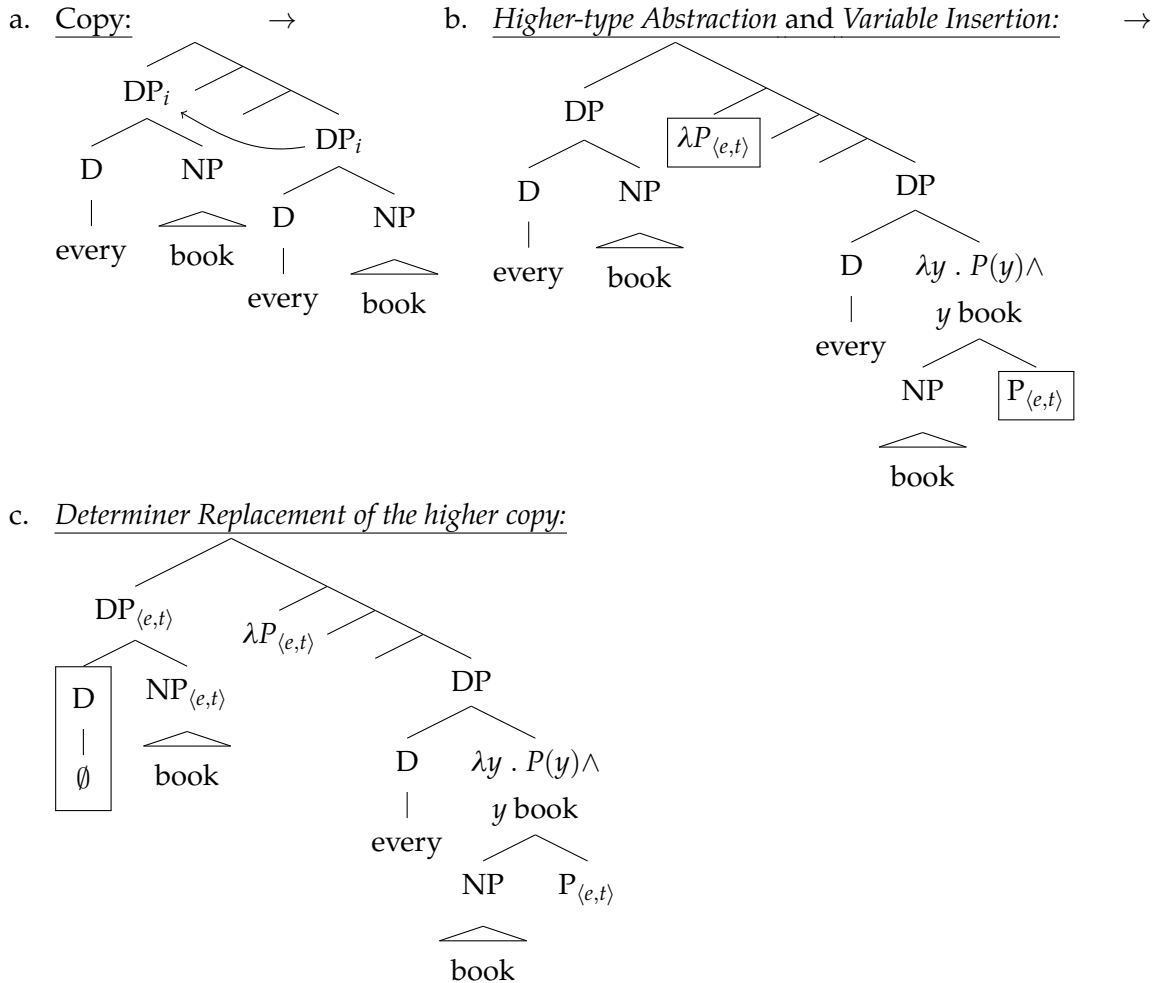 a. Copy: →
DP𝑖
D NP
every book
DP𝑖
D NP
every book
b. Higher-type Abstraction and Variable Insertion: →
DP
D NP
every book
λP⟨e,t⟩
DP
D λy . P(y)∧
y book
every
NP P⟨e,t⟩
book
c. Determiner Replacement of the higher copy:
DP⟨e,t⟩
D NP⟨e,t⟩
∅ book
λP⟨e,t⟩
DP
D λy . P(y)∧
y book
every
NP P⟨e,t⟩
book